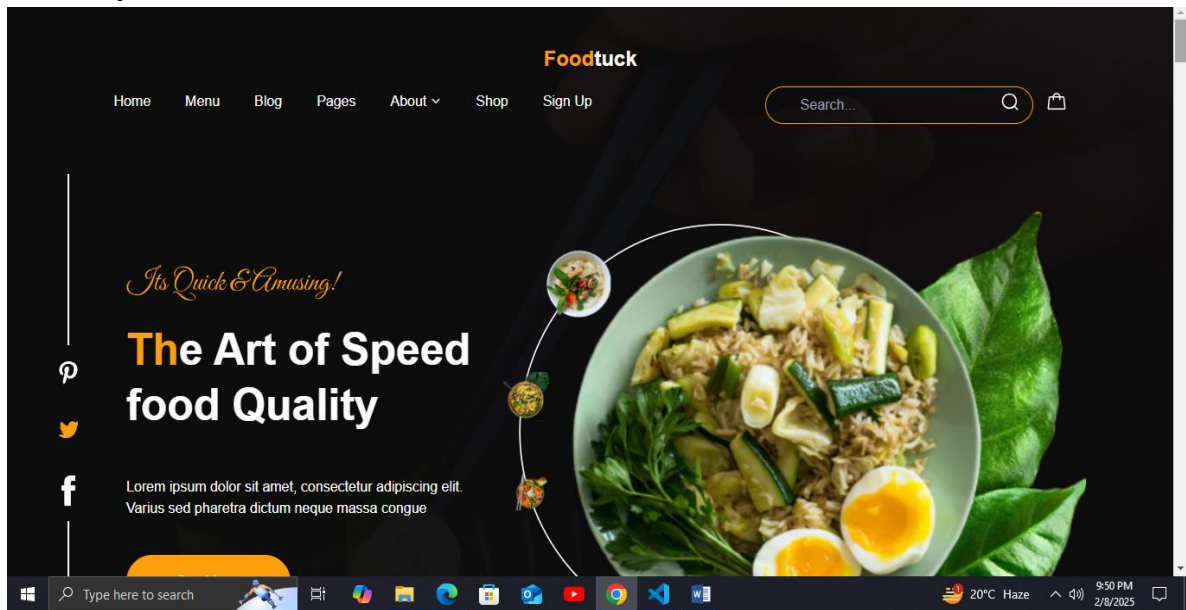 Foodtuck
Home Menu Blog Pages About Shop Sign Up Search...
Its Quick & Amusing!
The Art of Speed
food Quality
Lorem ipsum dolor sit amet, consectetur adipiscing elit.
Varius sed pharetra dictum neque massa congue
Type here to search
20°C Haze
9:50 PM
2/8/2025